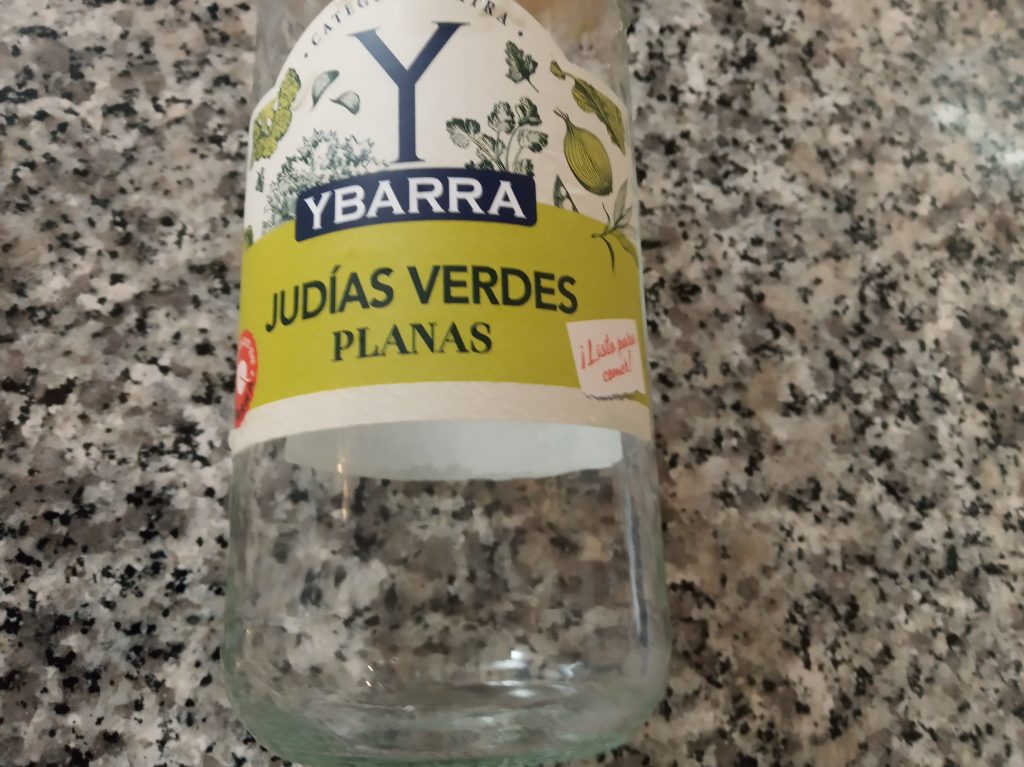 Y
YBARRA
JUDÍAS VERDES
PLANAS
¡Listo para
comer!